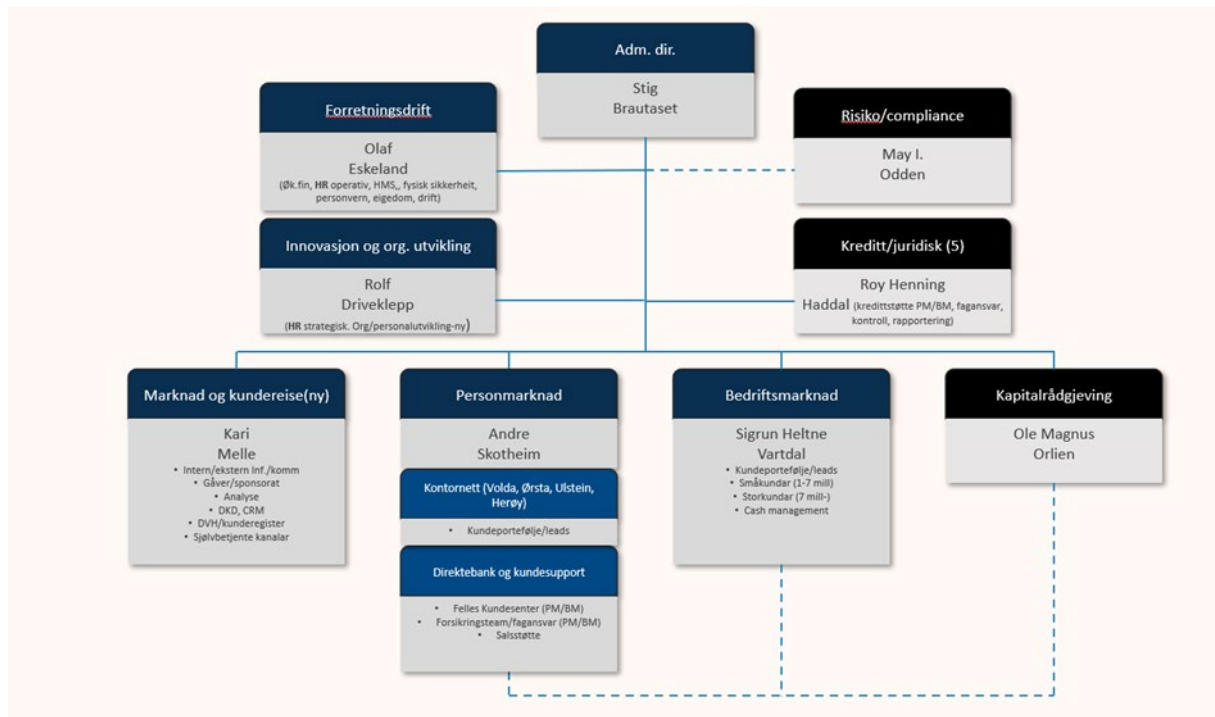 Adm. dir.
Stig
Brautaset
Forretningsdrift
Olaf
Eskeland
(Øk.fin, HR operativ, HMS,, fysisk sikkerheit,
personvern, eigedom, drift)
Risiko/compliance
May I.
Odden
Innovasjon og org. utvikling
Rolf
Driveklepp
(HR strategisk. Org/personalutvikling-ny)
Kreditt/juridisk (5)
Roy Henning
Haddal (kredittstøtte PM/BM, fagansvar,
kontroll, rapportering)
Marknad og kundereise(ny)
Kari
Melle
• Intern/ekstern Inf./komm
• Gåver/sponsorat
• Analyse
• DKD, CRM
• DVH/kunderegister
• Sjølvbetjente kanalar
Personmarknad
Andre
Skotheim
Kontornett (Volda, Ørsta, Ulstein,
Herøy)
• Kundeportefølje/leads
Direktebank og kundesupport
• Felles Kundesenter (PM/BM)
• Forsikringsteam/fagansvar (PM/BM)
• Salsstøtte
Bedriftsmarknad
Sigrun Heltne
Vartdal
• Kundeportefølje/leads
• Småkundar (1-7 mill)
• Storkundar (7 mill-)
• Cash management
Kapitalrådgjeving
Ole Magnus
Orlien